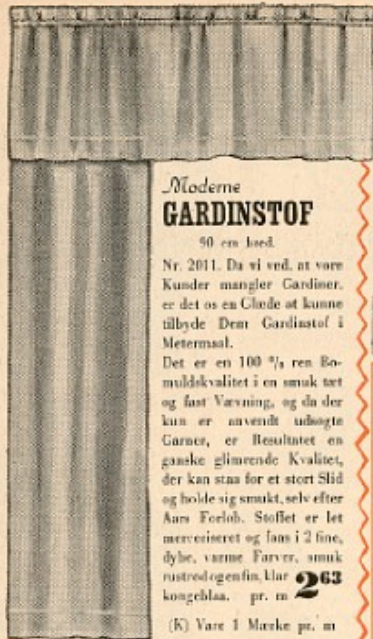 Moderne
GARDINSTOF
90 cm bred.
Nr. 2011. Da vi ved, at vore
Kunder mangler Gardiner,
er det os en Glæde at kunne
tilbyde Dem Gardinstof i
Metermaal.
Det er en 100 % ren Bo-
muldskvalitet i en smuk tæt
og fast Vævning, og da der
kun er anvendt udsøgte
Garner, er Resultatet en
ganske glimrende Kvalitet,
der kan staa for et stort Slid
og holde sig smukt, selv efter
Aars Forløb. Stoffet er let
merceriseret og faas i 2 fine,
dybe, varme Farver, smuk
rustrød og en fin, klar
kongeblaa. pr. m 2 63
(K) Vare 1 Mærke pr. m